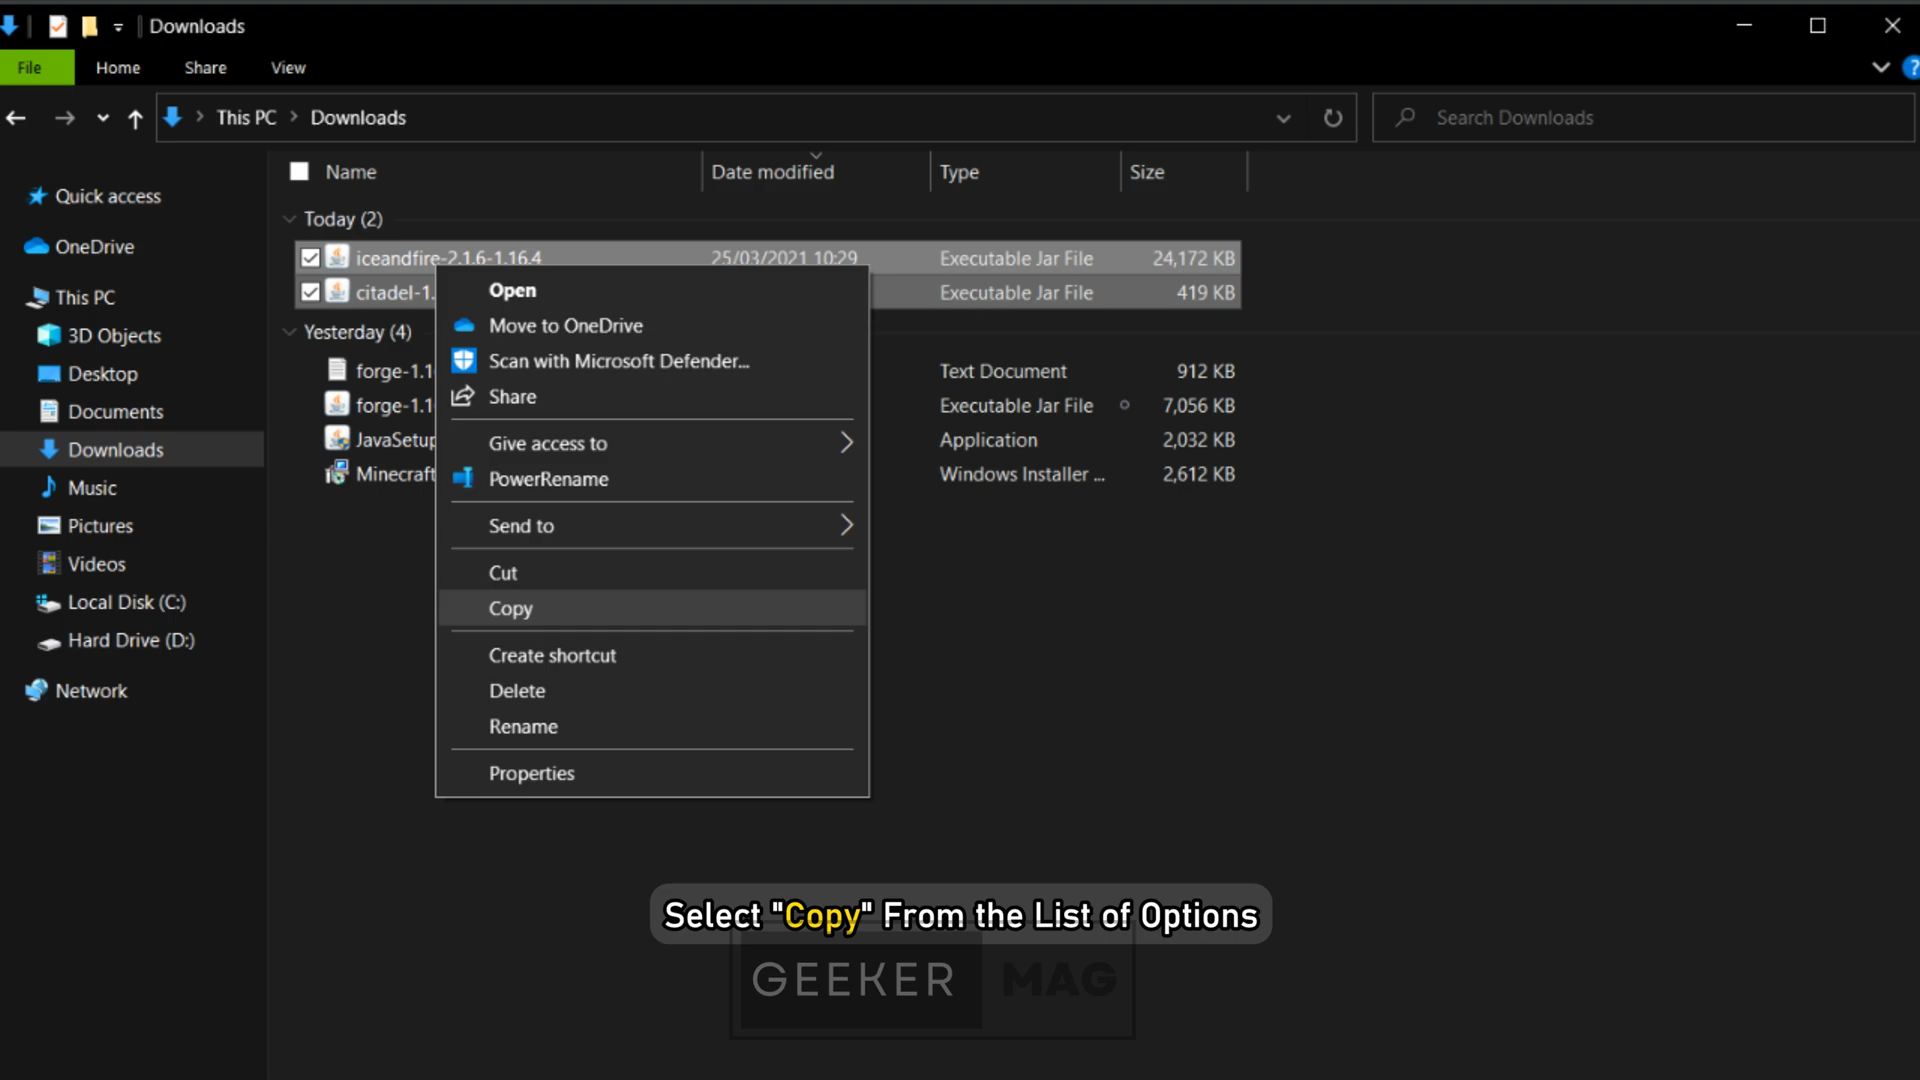 Downloads
File Home Share View
This PC Downloads Search Downloads
Name Date modified Type Size
Quick access
OneDrive
This PC
3D Objects
Desktop
Documents
Downloads
Music
Pictures
Videos
Local Disk (C:)
Hard Drive (D:)
Network
Today (2)
iceandfire-2.1.6-1.16.4 25/03/2021 10:29 Executable Jar File 24,172 KB
citadel-1. Executable Jar File 419 KB
Yesterday (4)
forge-1.1 Text Document 912 KB
forge-1.1 Executable Jar File 7,056 KB
JavaSetup Application 2,032 KB
Minecraft Windows Installer ... 2,612 KB
Open
Move to OneDrive
Scan with Microsoft Defender...
Share
Give access to
PowerRename
Send to
Cut
Copy
Create shortcut
Delete
Rename
Properties
Select "Copy" From the List of Options
GEEKER MAG